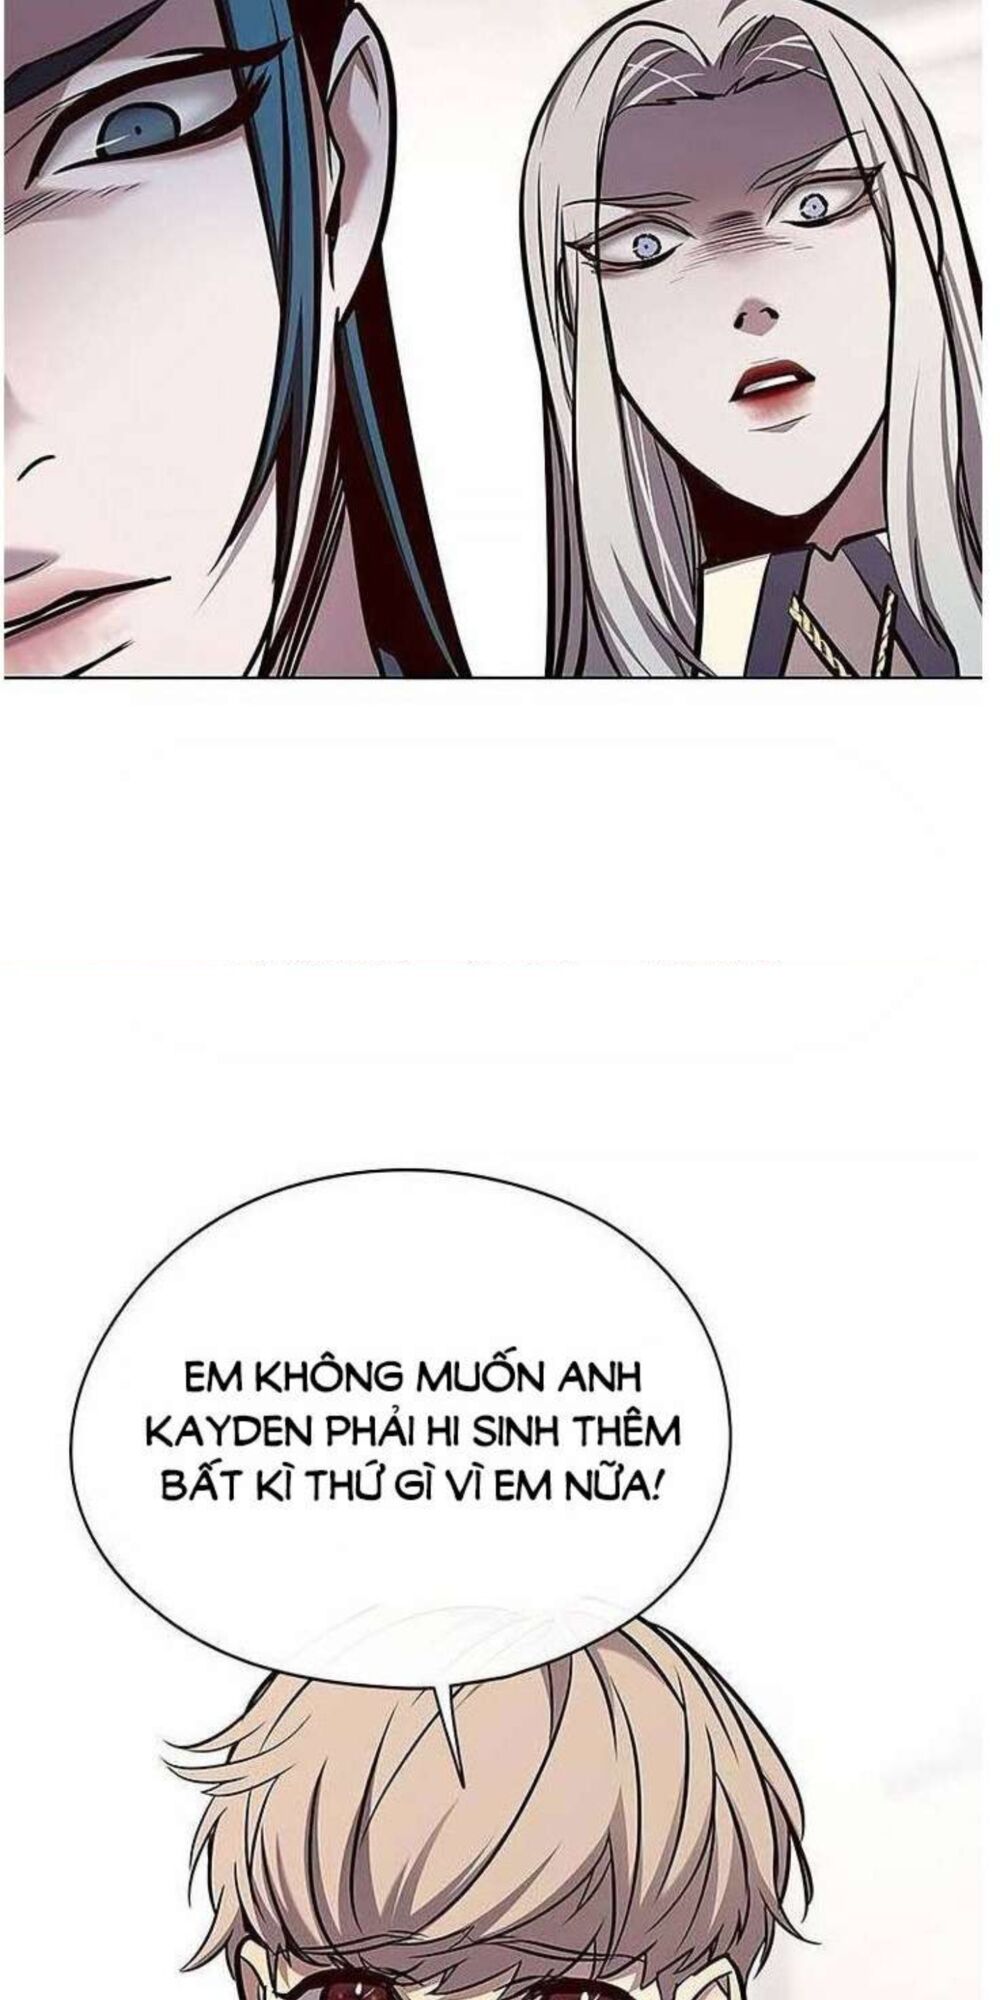 EM KHÔNG MUỐN ANH
KAYDEN PHẢI HI SINH THÊM
BẤT KÌ THỨ GÌ VÌ EM NỮA!